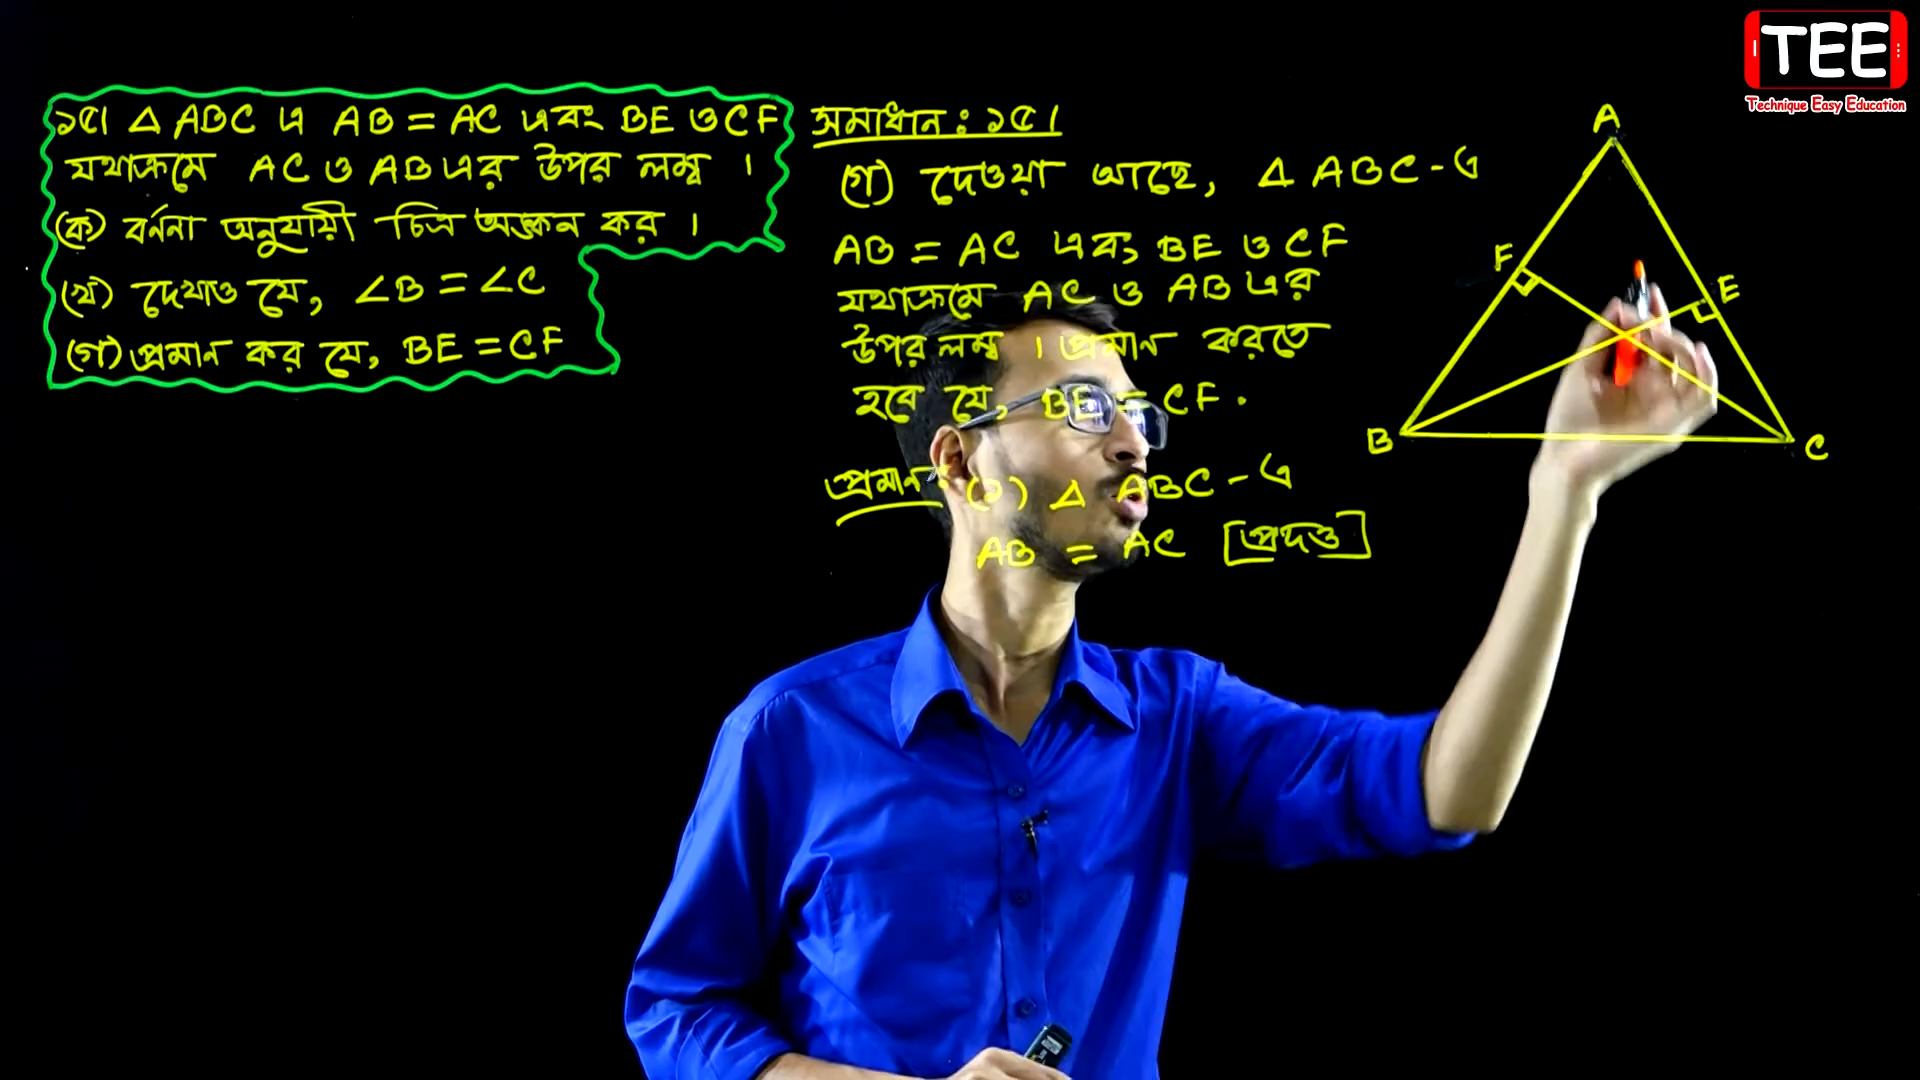 ১৫। △ ABC এ AB = AC এবং BE ও CF
যথাক্রমে AC ও AB এর উপর লম্ব ।
(ক) বর্ননা অনুযায়ী চিত্র অঙ্কন কর ।
(খ) দেখাও যে, ∠B = ∠C
(গ) প্রমান কর যে, BE = CF
সমাধান : ১৫।
(গ) দেওয়া আছে, △ ABC-এ
AB = AC এবং BE ও CF
যথাক্রমে AC ও AB এর
উপর লম্ব । প্রমান করতে
হবে যে, BE = CF .
প্রমান : (১) △ ABC-এ
AB = AC [প্রদত্ত]
A
F
E
B
C
TEE
Technique Easy Education